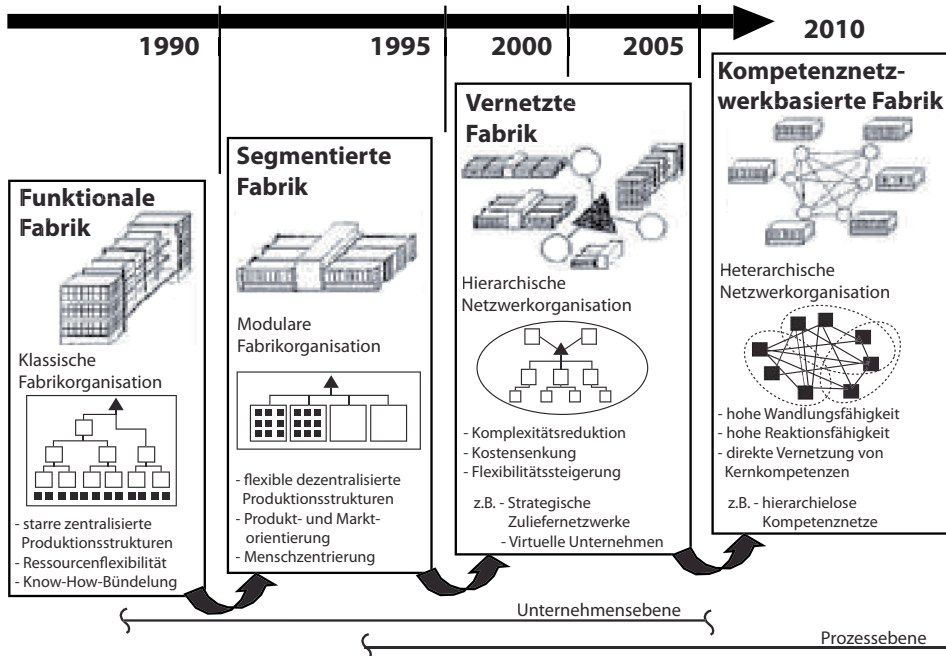 1990
1995
2000
2005
2010
Funktionale
Fabrik
Klassische
Fabrikorganisation
- starre zentralisierte
Produktionsstrukturen
- Ressourcenflexibilität
- Know-How-Bündelung
Segmentierte
Fabrik
Modulare
Fabrikorganisation
- flexible dezentralisierte
Produktionsstrukturen
- Produkt- und Markt-
orientierung
- Menschzentrierung
Vernetzte
Fabrik
Hierarchische
Netzwerkorganisation
- Komplexitätsreduktion
- Kostensenkung
- Flexibilitätssteigerung
z.B. - Strategische
Zuliefernetzwerke
- Virtuelle Unternehmen
Kompetenznetz-
werkbasierte Fabrik
Heterarchische
Netzwerkorganisation
- hohe Wandlungsfähigkeit
- hohe Reaktionsfähigkeit
- direkte Vernetzung von
Kernkompetenzen
z.B. - hierarchielose
Kompetenznetze
Unternehmensebene
Prozessebene